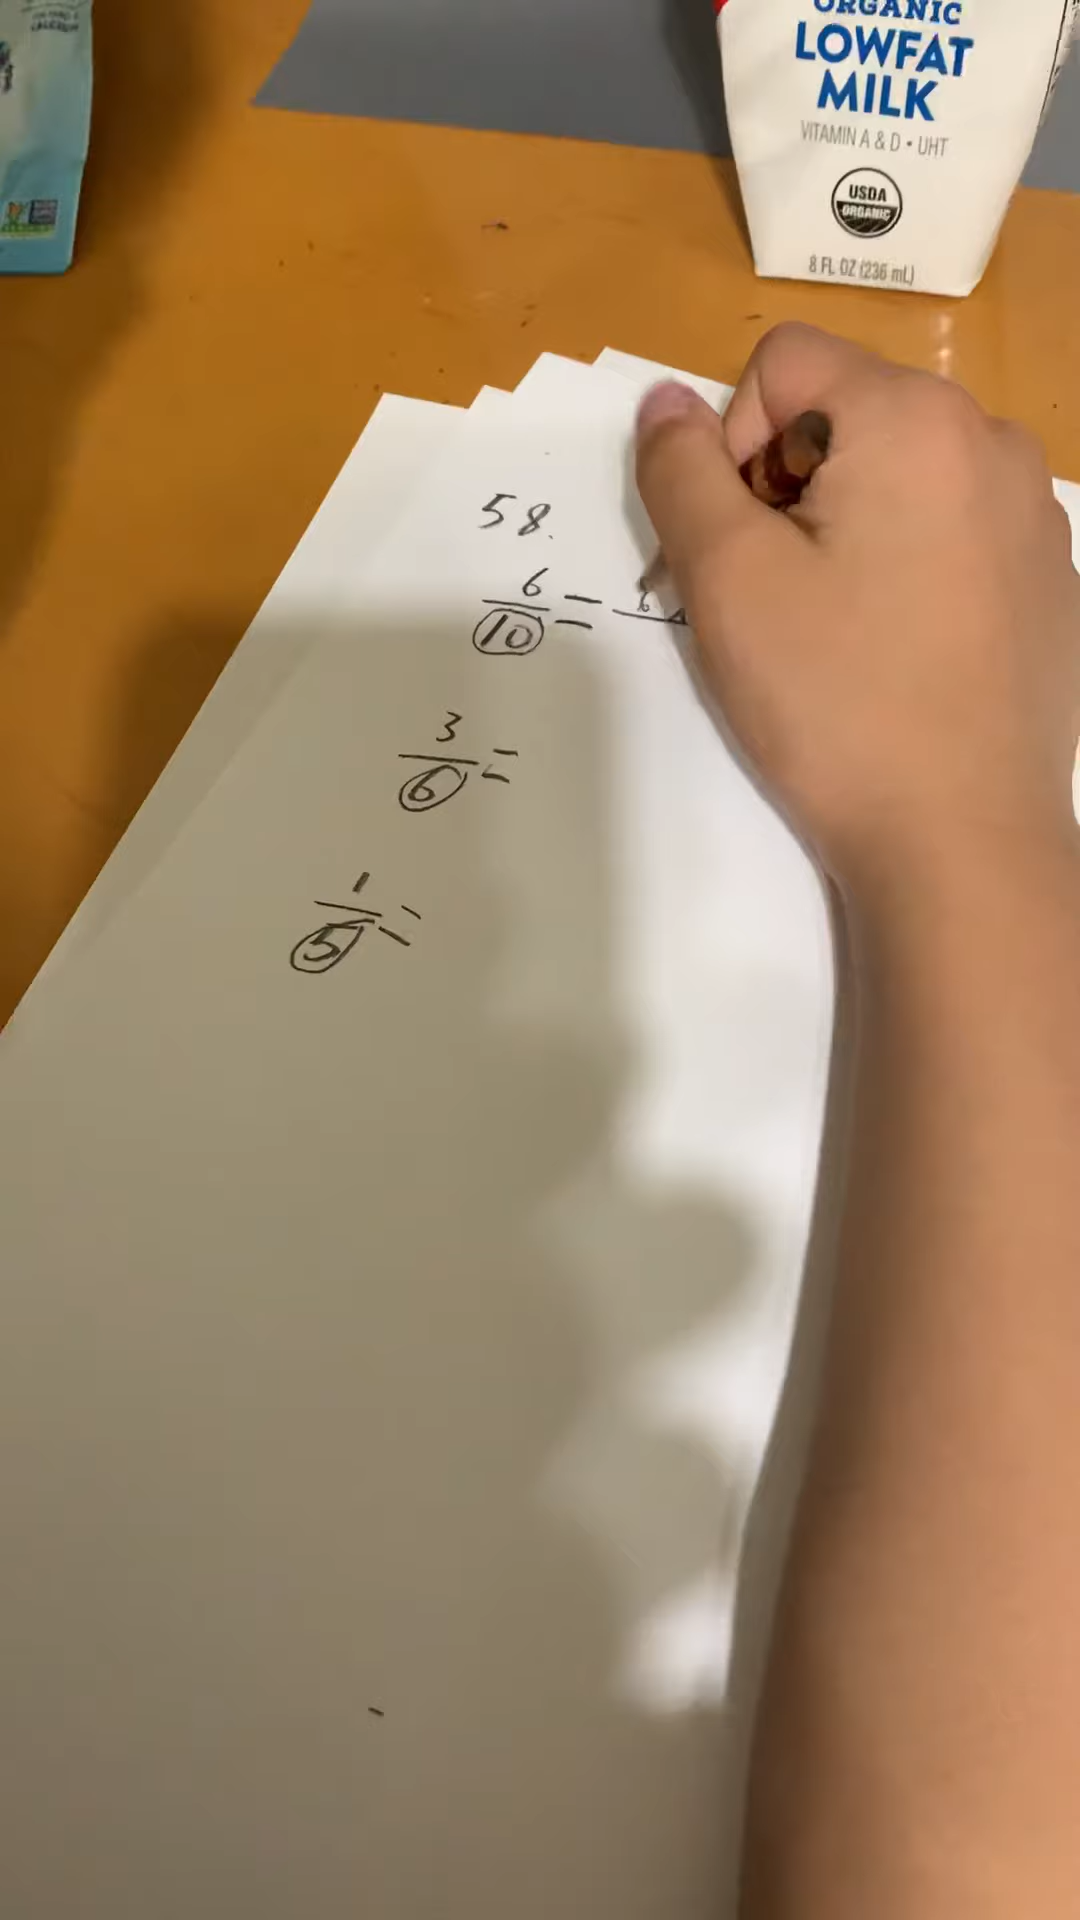 ORGANIC
LOWFAT
MILK
VITAMIN A & D • UHT
USDA
ORGANIC
8 FL OZ (236 mL)
58.
6
10 =
3
6 =
1
5 =